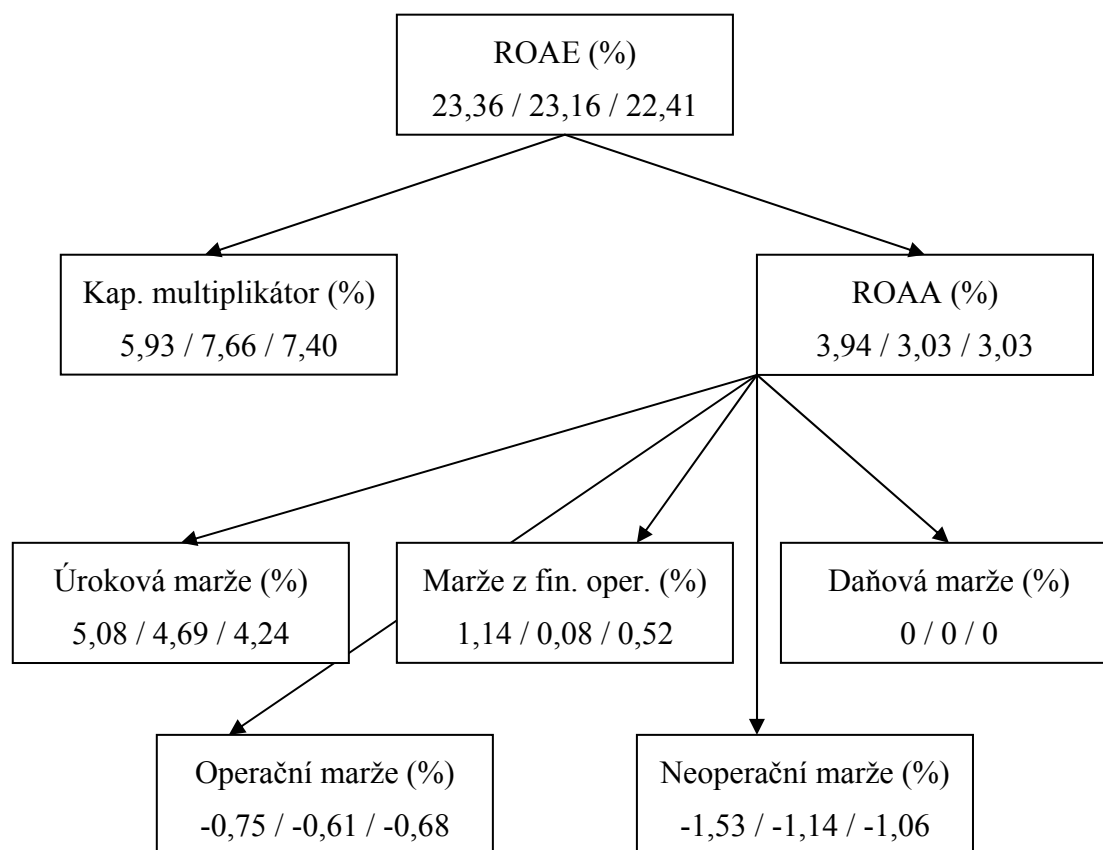 ROAE (%)
23,36 / 23,16 / 22,41
Kap. multiplikátor (%)
5,93 / 7,66 / 7,40
ROAA (%)
3,94 / 3,03 / 3,03
Úroková marže (%)
5,08 / 4,69 / 4,24
Marže z fin. oper. (%)
1,14 / 0,08 / 0,52
Daňová marže (%)
0 / 0 / 0
Operační marže (%)
-0,75 / -0,61 / -0,68
Neoperační marže (%)
-1,53 / -1,14 / -1,06